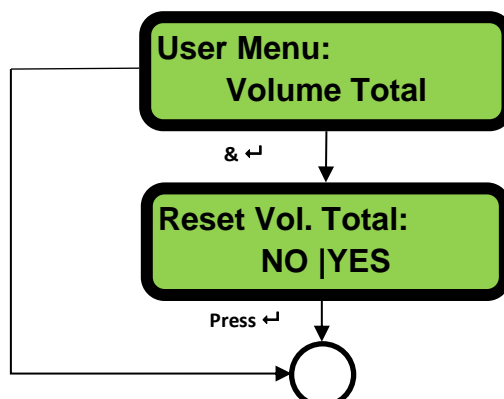 User Menu:
Volume Total
& ↵
Reset Vol. Total:
NO |YES
Press ↵